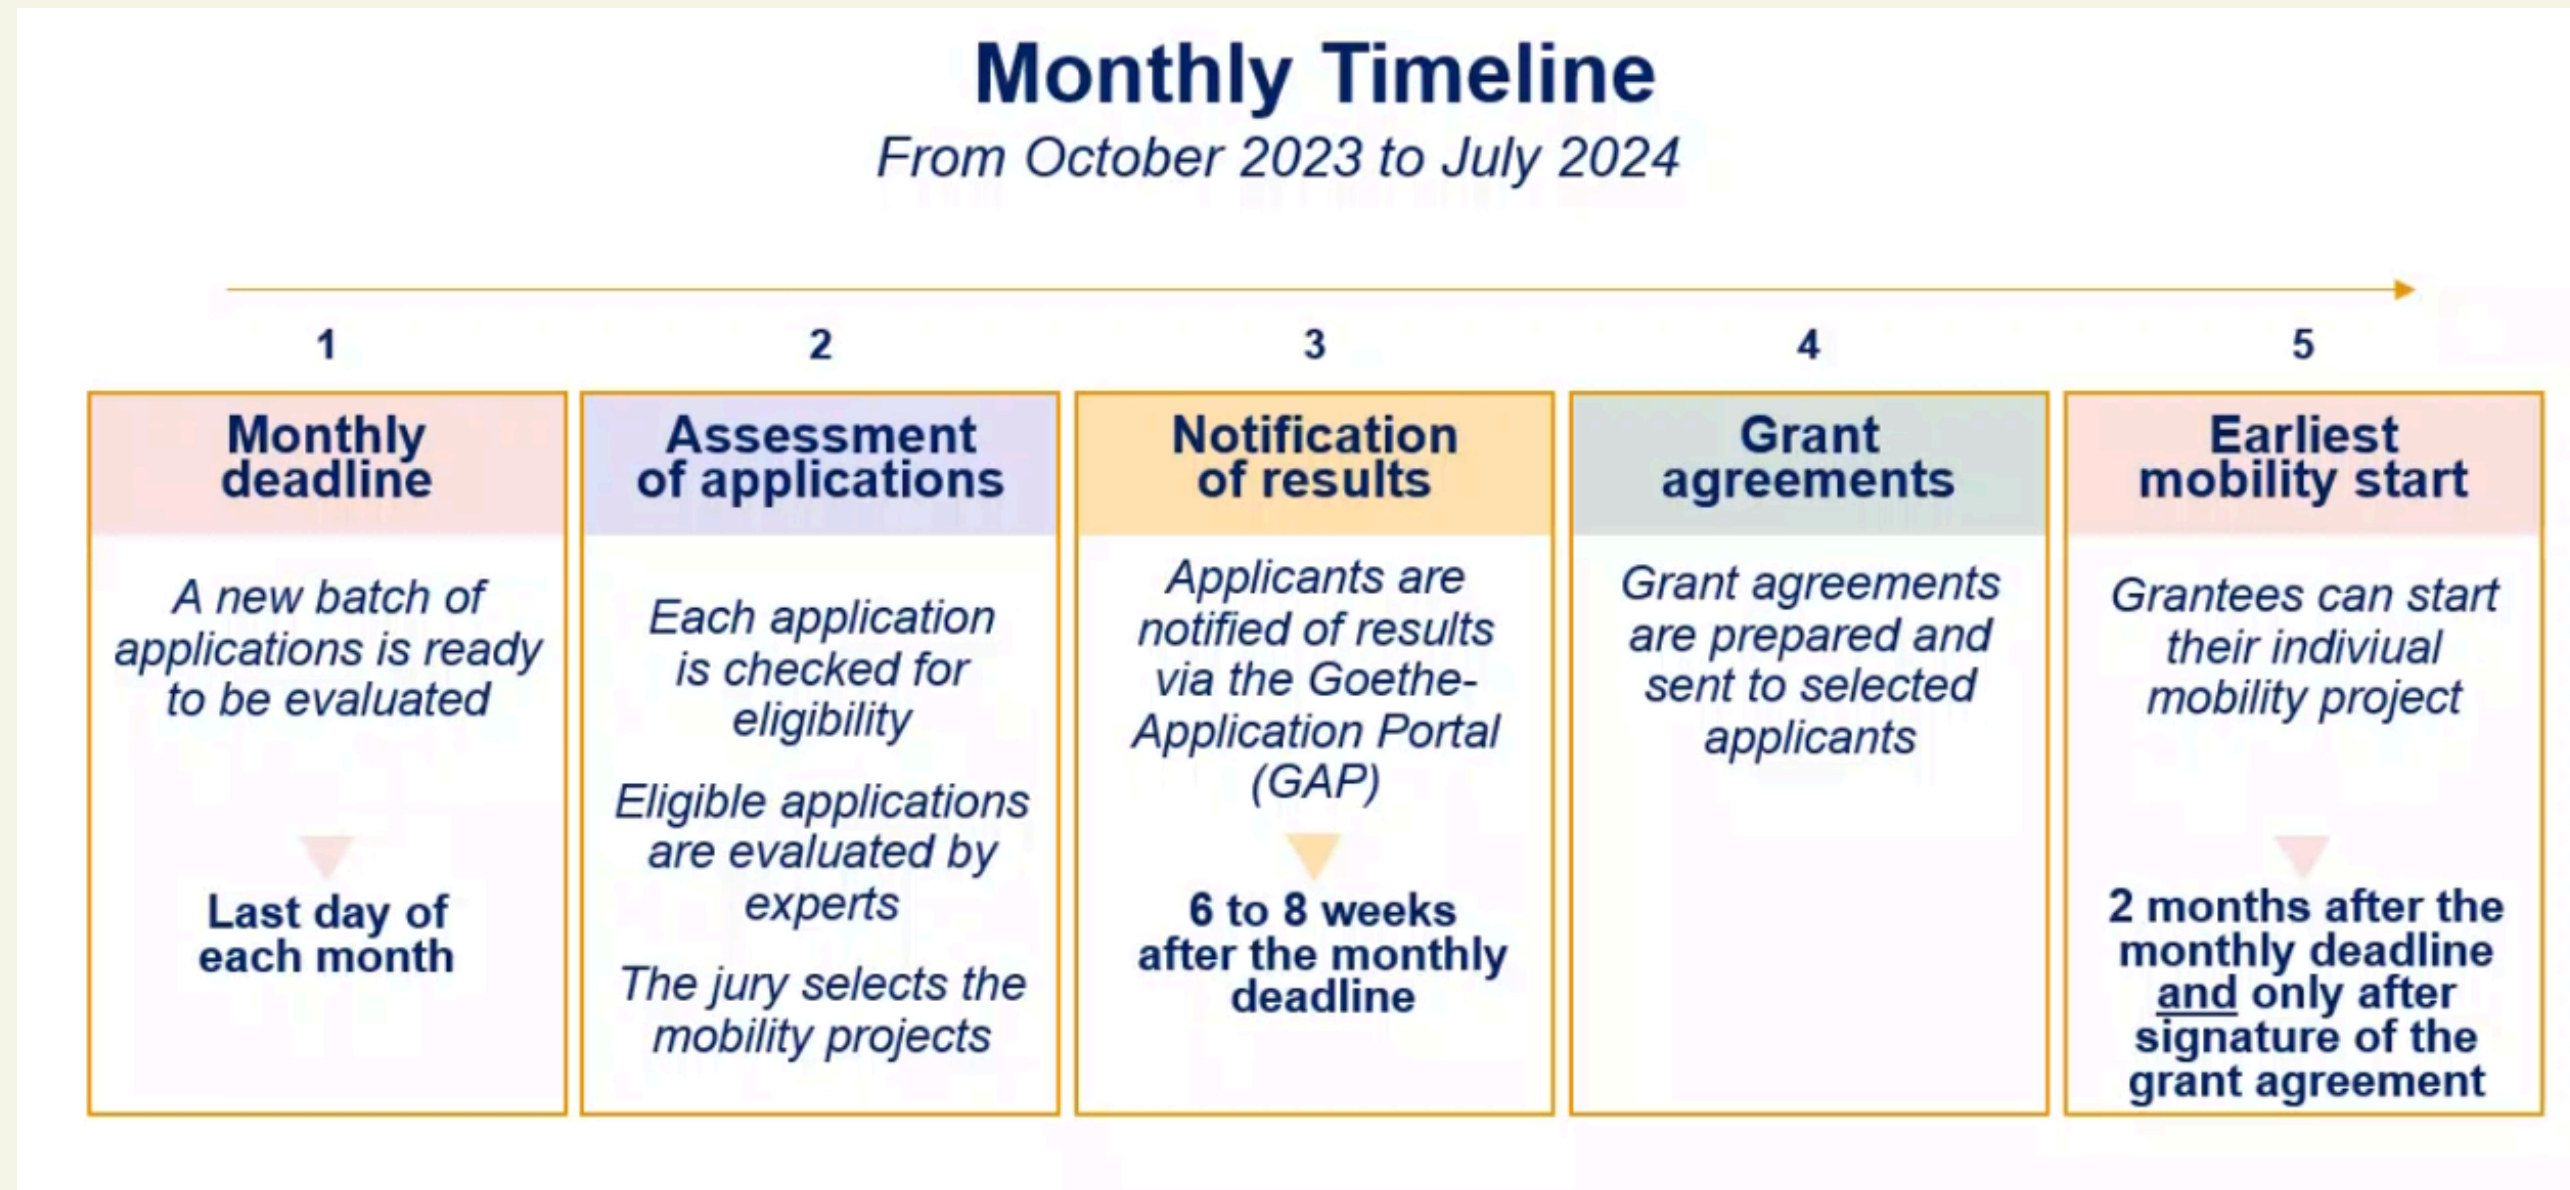 Monthly Timeline
From October 2023 to July 2024
1
2
3
4
5
Monthly
deadline
A new batch of
applications is ready
to be evaluated
Last day of
each month
Assessment
of applications
Each application
is checked for
eligibility
Eligible applications
are evaluated by
experts
The jury selects the
mobility projects
Notification
of results
Applicants are
notified of results
via the Goethe-
Application Portal
(GAP)
6 to 8 weeks
after the monthly
deadline
Grant
agreements
Grant agreements
are prepared and
sent to selected
applicants
Earliest
mobility start
Grantees can start
their indiviual
mobility project
2 months after the
monthly deadline
and only after
signature of the
grant agreement